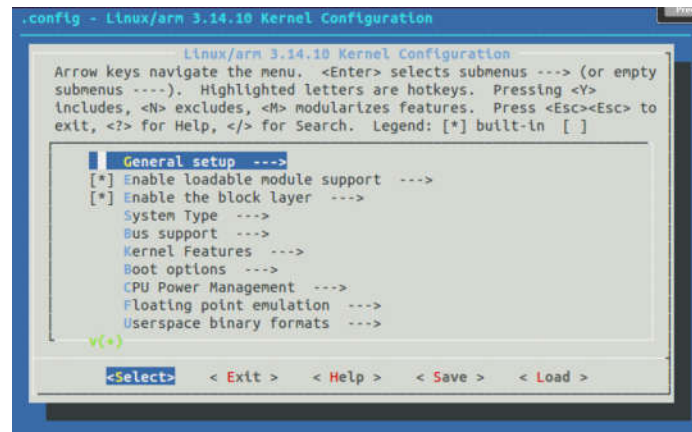 .config - Linux/arm 3.14.10 Kernel Configuration
Linux/arm 3.14.10 Kernel Configuration
Arrow keys navigate the menu.  <Enter> selects submenus ---> (or empty
submenus ----).  Highlighted letters are hotkeys.  Pressing <Y>
includes, <N> excludes, <M> modularizes features.  Press <Esc><Esc> to
exit, <?> for Help, </> for Search.  Legend: [*] built-in  [ ]
General setup  --->
[*] Enable loadable module support  --->
[*] Enable the block layer  --->
System Type  --->
Bus support  --->
Kernel Features  --->
Boot options  --->
CPU Power Management  --->
Floating point emulation  --->
Userspace binary formats  --->
v(+)
<Select>    < Exit >    < Help >    < Save >    < Load >